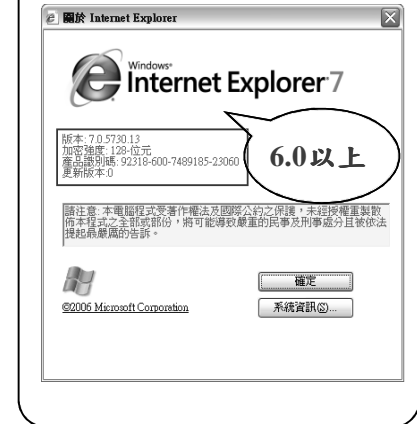 關於 Internet Explorer
Windows®
Internet Explorer 7
版本: 7.0.5730.13
加密強度: 128-位元
產品識別碼: 92318-600-7489185-23060
更新版本:0
6.0以上
請注意: 本電腦程式受著作權法及國際公約之保護，未經授權重製散
佈本程式之全部或部份，將可能導致嚴重的民事及刑事處分且被依法
提起最嚴厲的告訴。
確定
©2006 Microsoft Corporation
系統資訊(S)...